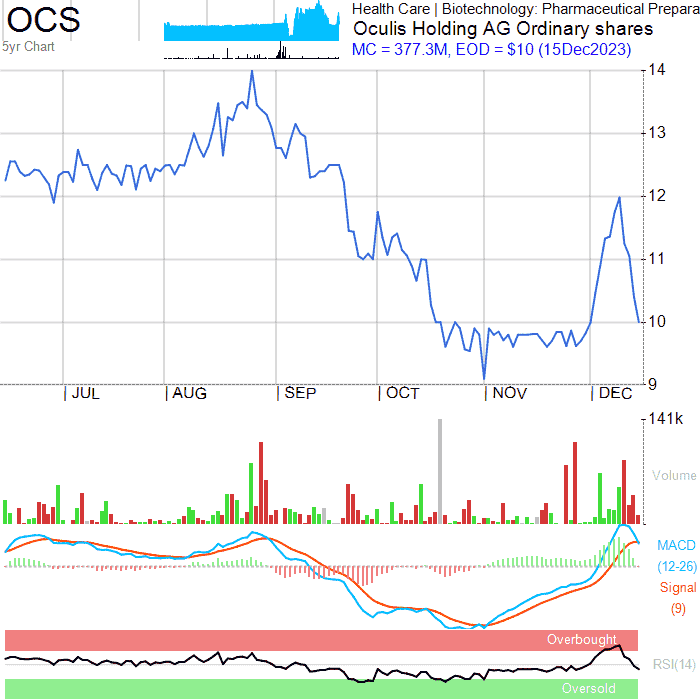 OCS
5yr Chart
Health Care | Biotechnology: Pharmaceutical Prepara
Oculis Holding AG Ordinary shares
MC = 377.3M, EOD = $10 (15Dec2023)
14
13
12
11
10
9
JUL
AUG
SEP
OCT
NOV
DEC
141k
Volume
MACD
(12-26)
Signal
(9)
Overbought
RSI(14)
Oversold